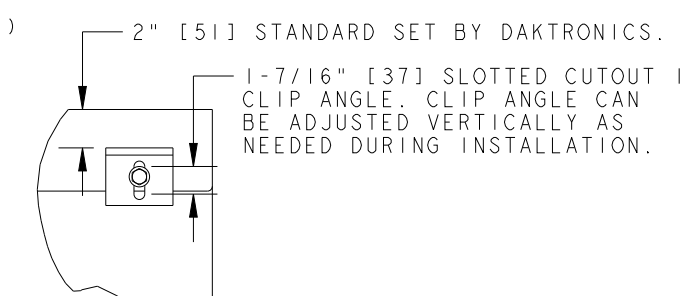 )
2" [51] STANDARD SET BY DAKTRONICS.
1-7/16" [37] SLOTTED CUTOUT
CLIP ANGLE. CLIP ANGLE CAN
BE ADJUSTED VERTICALLY AS
NEEDED DURING INSTALLATION.